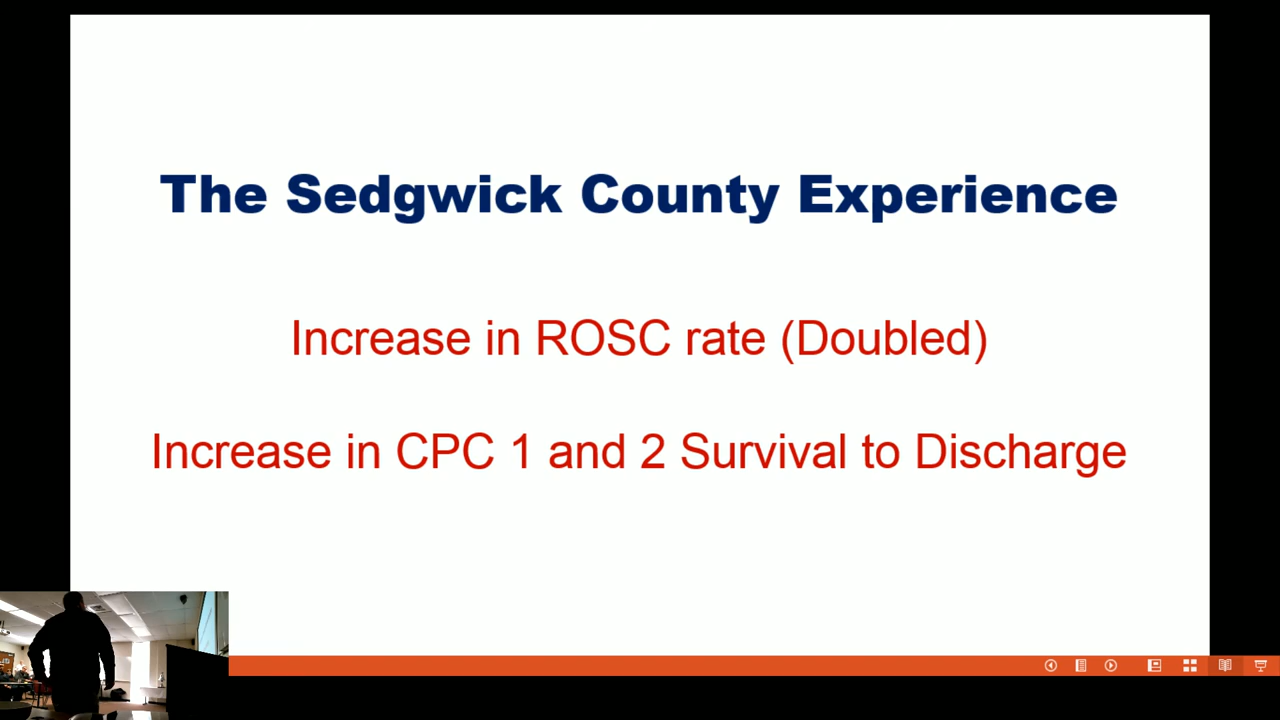 The Sedgwick County Experience
Increase in ROSC rate (Doubled)
Increase in CPC 1 and 2 Survival to Discharge